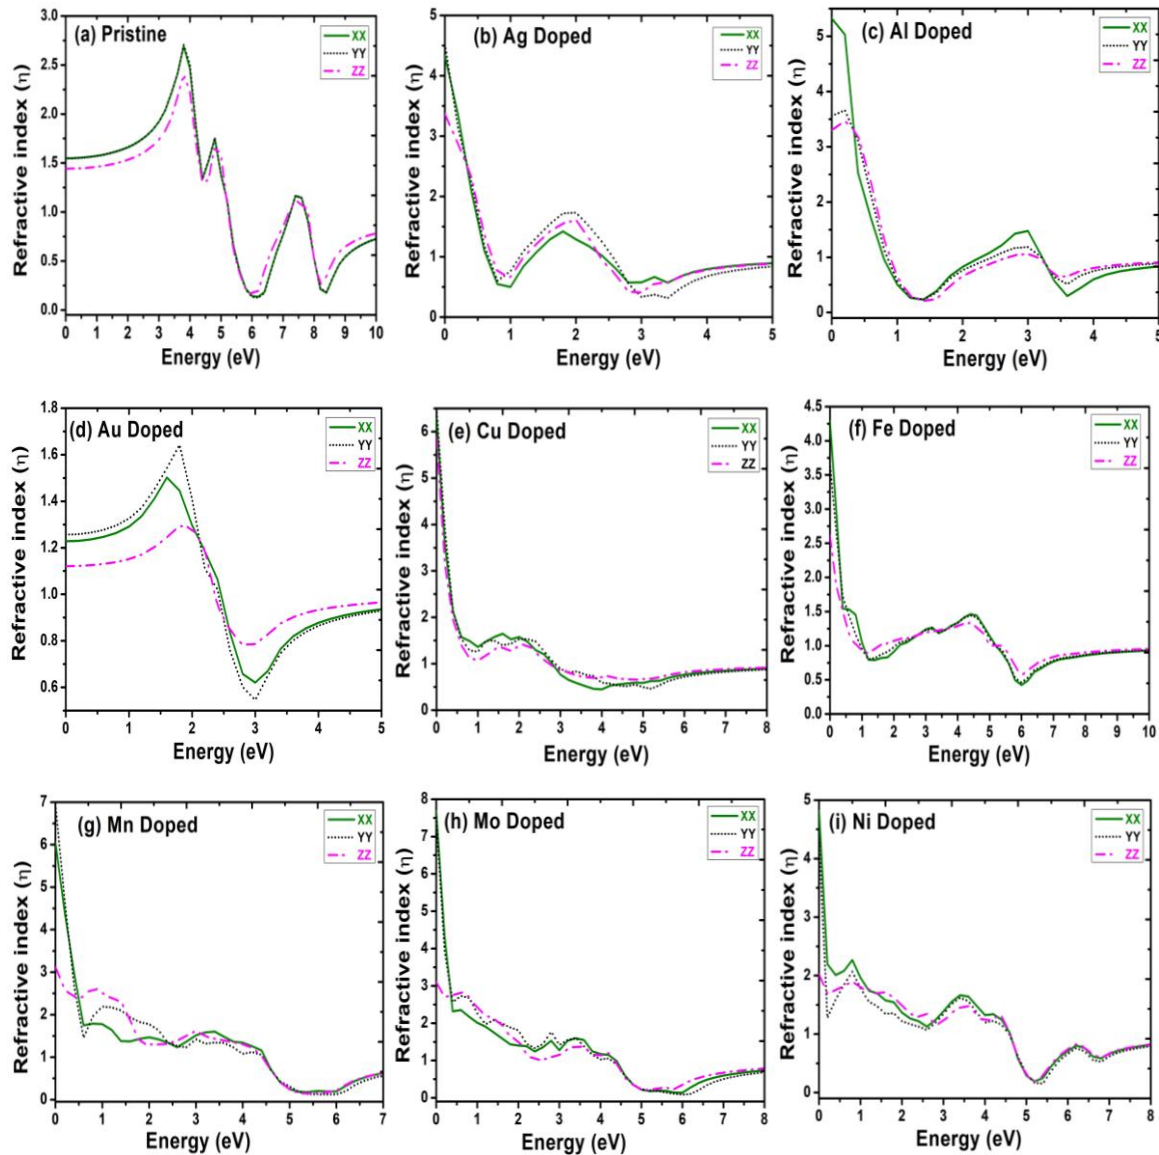 (a) Pristine
XX
YY
ZZ
Refractive index (η)
3.0
2.5
2.0
1.5
1.0
0.5
0.0
0 1 2 3 4 5 6 7 8 9 10
Energy (eV)
(b) Ag Doped
XX
YY
ZZ
Refractive index (η)
5
4
3
2
1
0
0 1 2 3 4 5
Energy (eV)
(c) Al Doped
XX
YY
ZZ
Refractive index (η)
5
4
3
2
1
0
0 1 2 3 4 5
Energy (eV)
(d) Au Doped
XX
YY
ZZ
Refractive index (η)
1.8
1.6
1.4
1.2
1.0
0.8
0.6
0 1 2 3 4 5
Energy (eV)
(e) Cu Doped
XX
YY
ZZ
Refractive index (η)
6
5
4
3
2
1
0
0 1 2 3 4 5 6 7 8
Energy (eV)
(f) Fe Doped
XX
YY
ZZ
Refractive index (η)
4.5
4.0
3.5
3.0
2.5
2.0
1.5
1.0
0.5
0.0
0 1 2 3 4 5 6 7 8 9 10
Energy (eV)
(g) Mn Doped
XX
YY
ZZ
Refractive index (η)
7
6
5
4
3
2
1
0
0 1 2 3 4 5 6 7
Energy (eV)
(h) Mo Doped
XX
YY
ZZ
Refractive index (η)
8
7
6
5
4
3
2
1
0
0 1 2 3 4 5 6 7 8
Energy (eV)
(i) Ni Doped
XX
YY
ZZ
Refractive index (η)
5
4
3
2
1
0
0 1 2 3 4 5 6 7 8
Energy (eV)